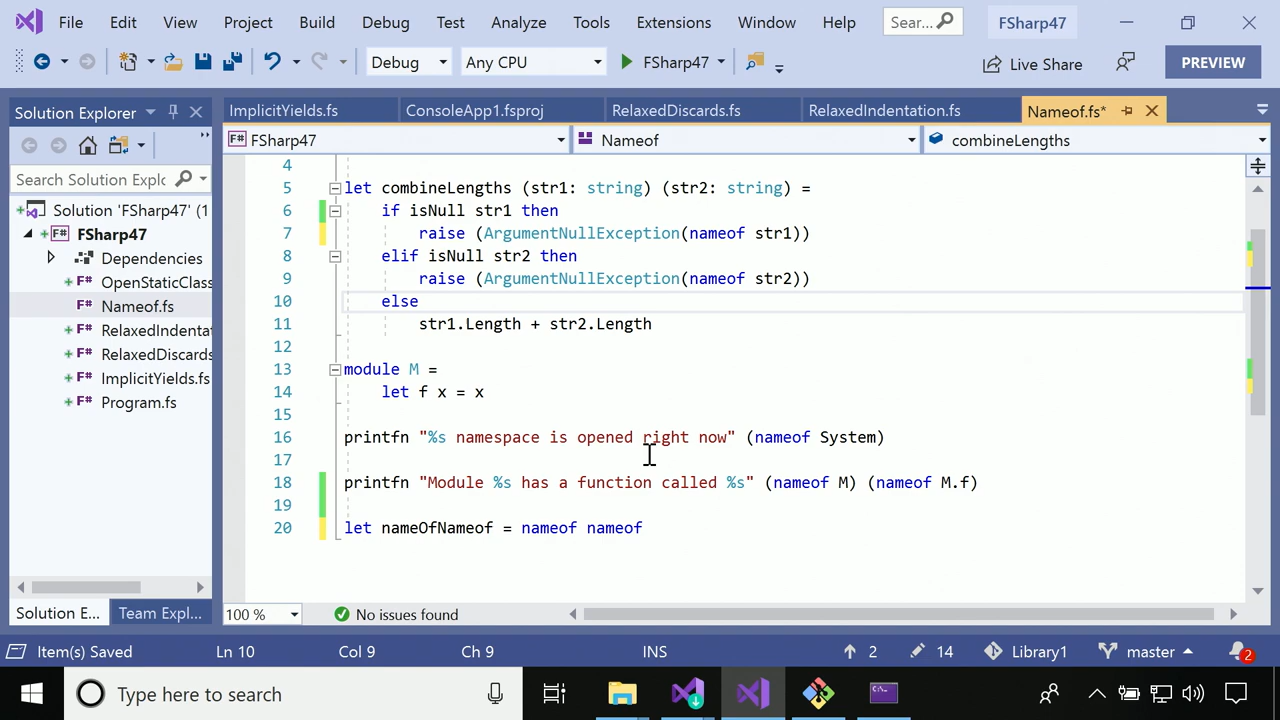 File Edit View Project Build Debug Test Analyze Tools Extensions Window Help Sear... FSharp47
Debug Any CPU FSharp47 Live Share PREVIEW
Solution Explorer
ImplicitYields.fs ConsoleApp1.fsproj RelaxedDiscards.fs RelaxedIndentation.fs Nameof.fs*
F# FSharp47 Nameof combineLengths
Search Solution Explo
Solution 'FSharp47' (1
F# FSharp47
Dependencies
F# OpenStaticClass
F# Nameof.fs
F# RelaxedIndenta
F# RelaxedDiscards
F# ImplicitYields.fs
F# Program.fs
Solution E... Team Expl...
4
5 let combineLengths (str1: string) (str2: string) =
6 if isNull str1 then
7 raise (ArgumentNullException(nameof str1))
8 elif isNull str2 then
9 raise (ArgumentNullException(nameof str2))
10 else
11 str1.Length + str2.Length
12
13 module M =
14 let f x = x
15
16 printfn "%s namespace is opened right now" (nameof System)
17
18 printfn "Module %s has a function called %s" (nameof M) (nameof M.f)
19
20 let nameOfNameof = nameof nameof
100 % No issues found
Item(s) Saved Ln 10 Col 9 Ch 9 INS 2 14 Library1 master 2
Type here to search